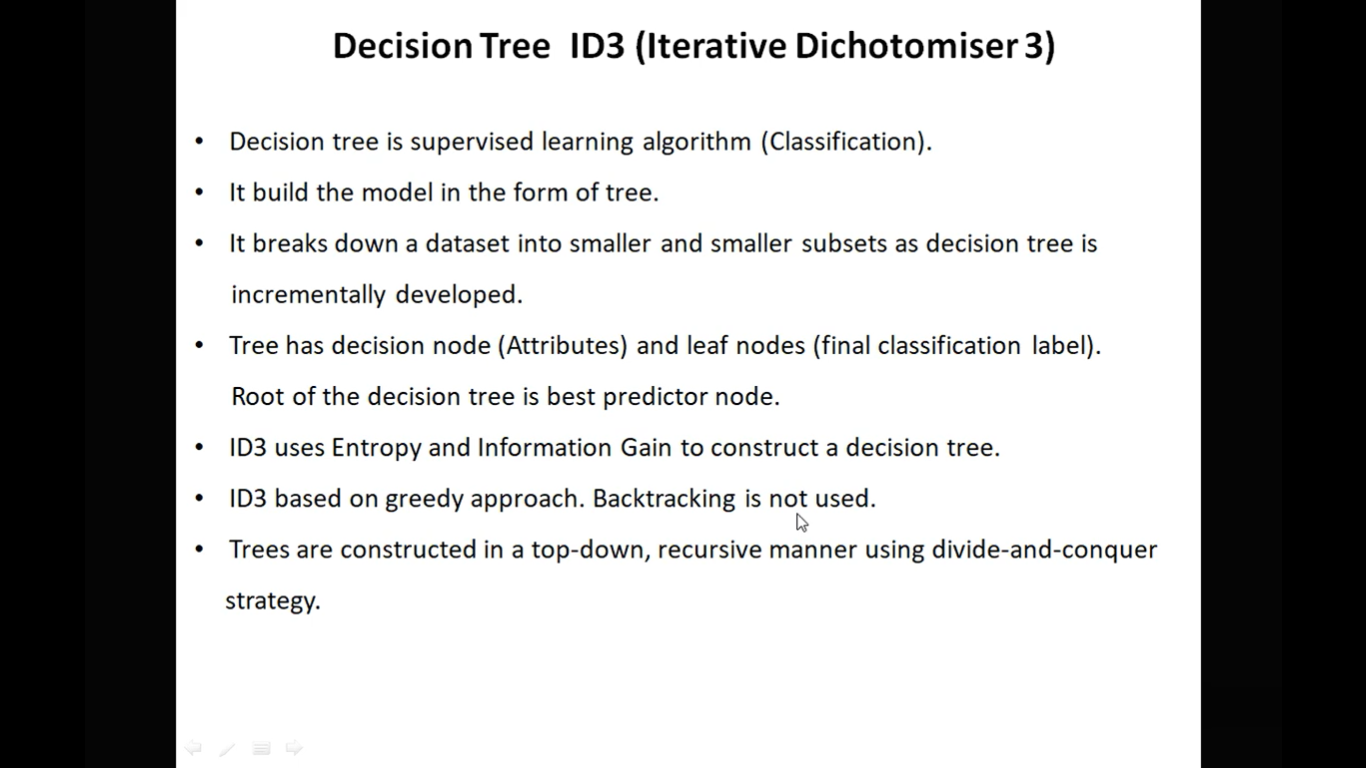 Decision Tree ID3 (Iterative Dichotomiser 3)
• Decision tree is supervised learning algorithm (Classification).
• It build the model in the form of tree.
• It breaks down a dataset into smaller and smaller subsets as decision tree is
incrementally developed.
• Tree has decision node (Attributes) and leaf nodes (final classification label).
Root of the decision tree is best predictor node.
• ID3 uses Entropy and Information Gain to construct a decision tree.
• ID3 based on greedy approach. Backtracking is not used.
• Trees are constructed in a top-down, recursive manner using divide-and-conquer
strategy.